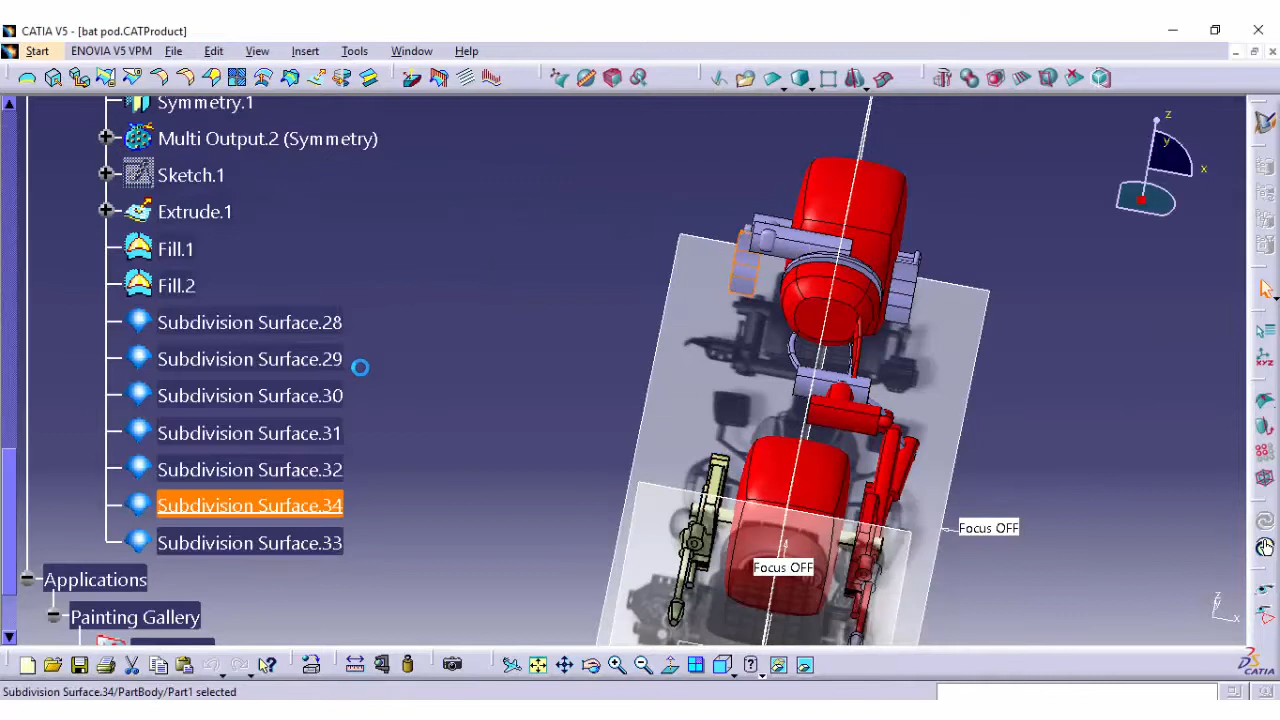 CATIA V5 - [bat pod.CATProduct]
Start ENOVIA V5 VPM File Edit View Insert Tools Window Help
Symmetry.1
Multi Output.2 (Symmetry)
Sketch.1
Extrude.1
Fill.1
Fill.2
Subdivision Surface.28
Subdivision Surface.29
Subdivision Surface.30
Subdivision Surface.31
Subdivision Surface.32
Subdivision Surface.34
Subdivision Surface.33
Applications
Painting Gallery
z
y
x
Focus OFF
Focus OFF
z
y
x
CATIA
Subdivision Surface.34/PartBody/Part1 selected